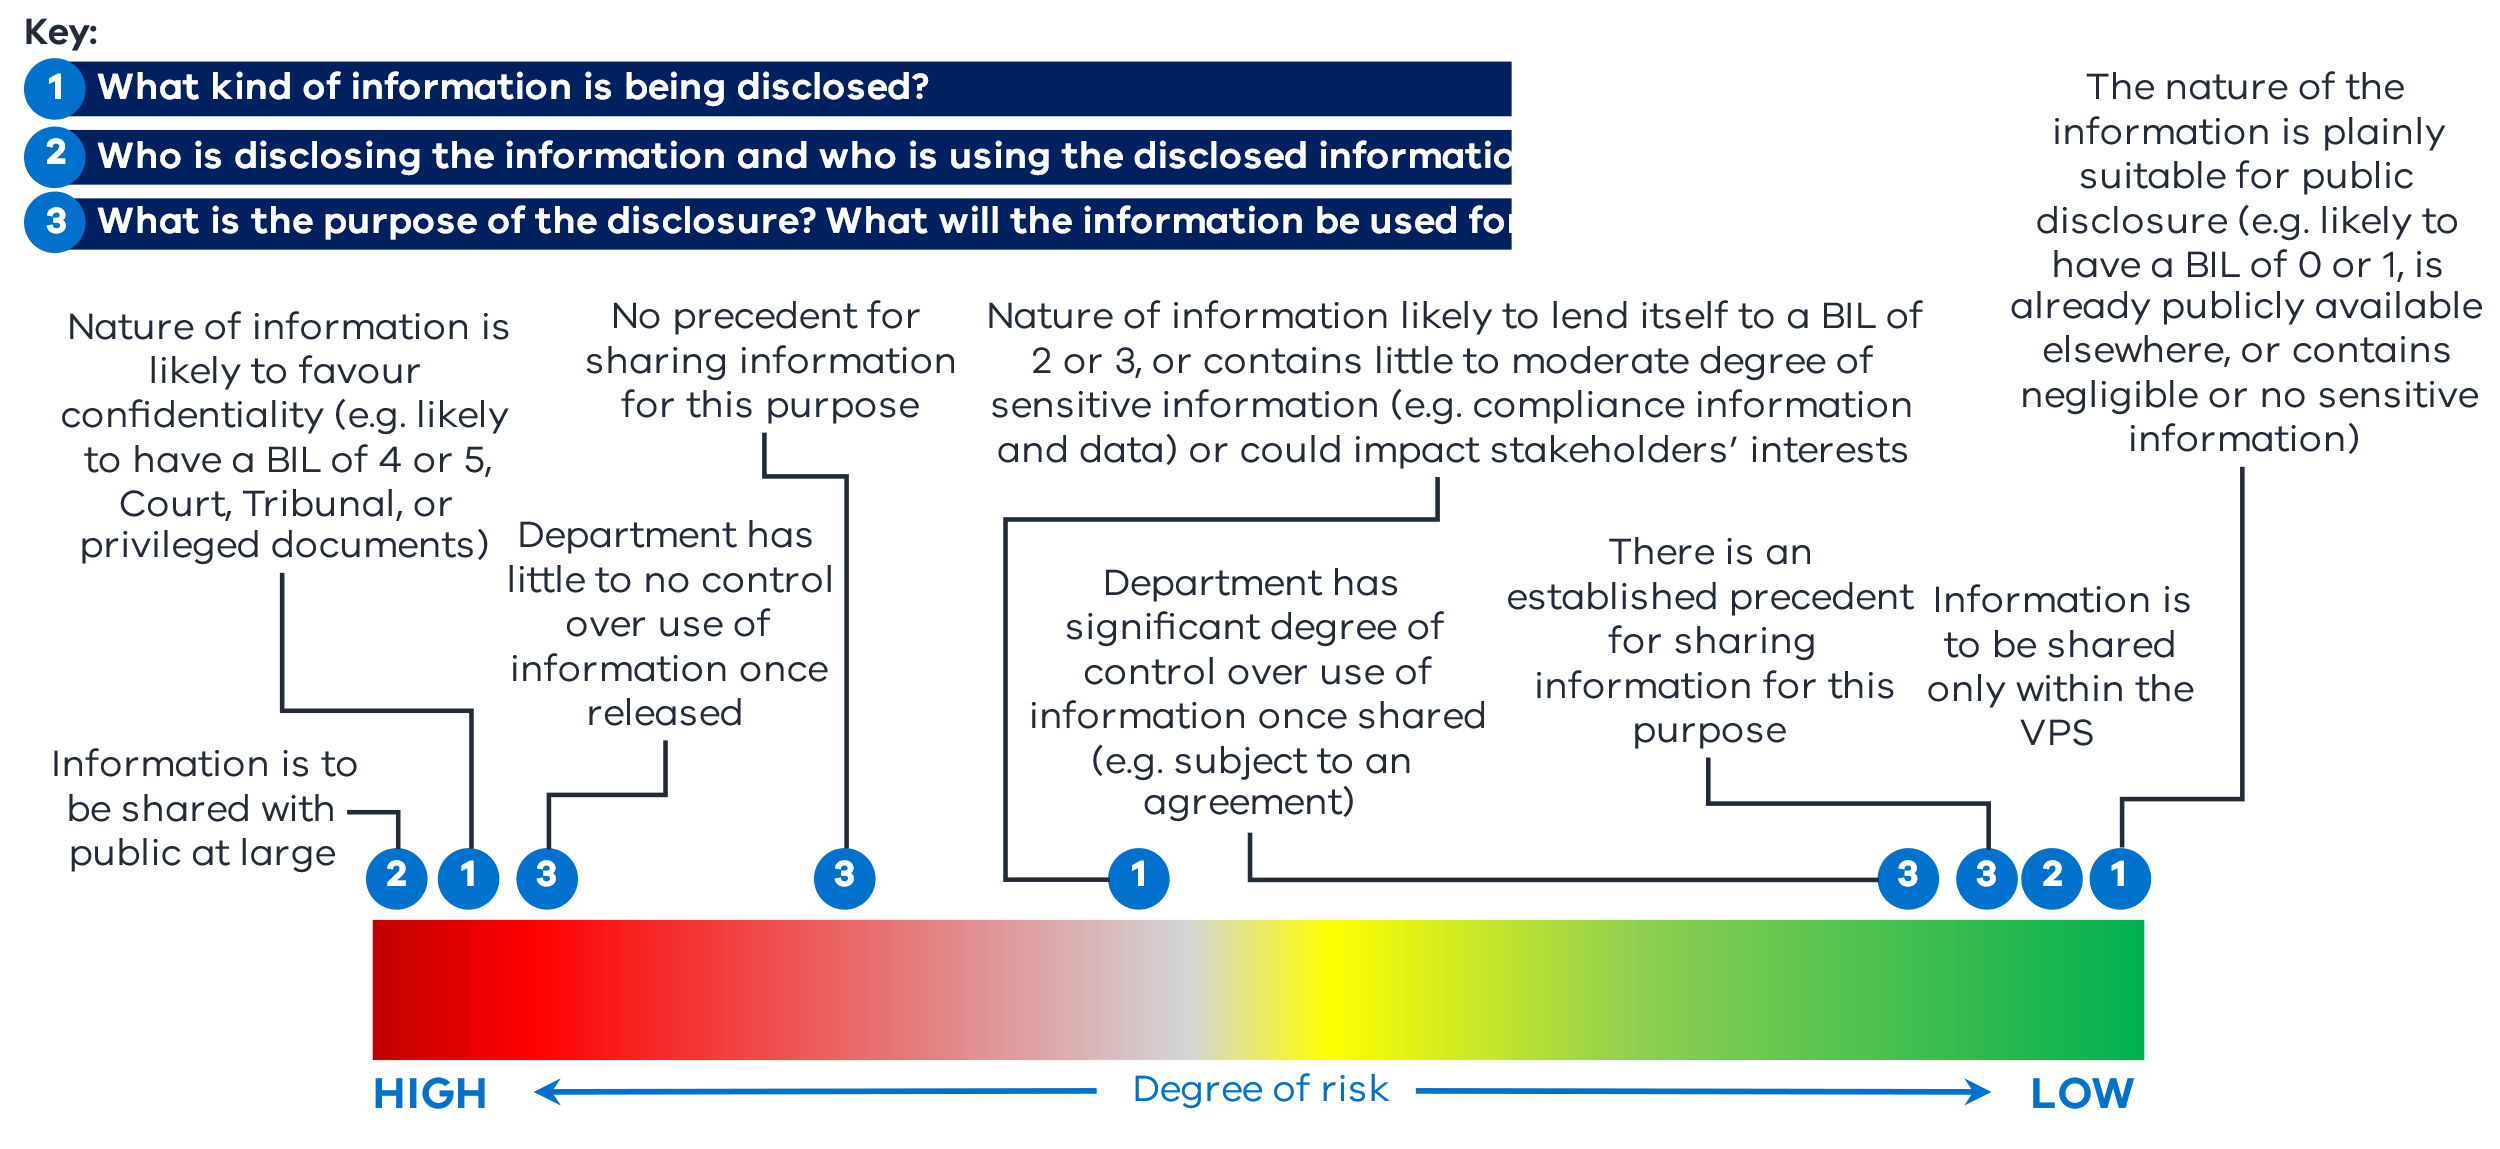 Key:
1 What kind of information is being disclosed?
2 Who is disclosing the information and who is using the disclosed informatio
3 What is the purpose of the disclosure? What will the information be used for
Nature of information is
likely to favour
confidentiality (e.g. likely
to have a BIL of 4 or 5,
Court, Tribunal, or
privileged documents)
No precedent for
sharing information
for this purpose
Nature of information likely to lend itself to a BIL of
2 or 3, or contains little to moderate degree of
sensitive information (e.g. compliance information
and data) or could impact stakeholders’ interests
The nature of the
information is plainly
suitable for public
disclosure (e.g. likely to
have a BIL of 0 or 1, is
already publicly available
elsewhere, or contains
negligible or no sensitive
information)
Information is to
be shared with
public at large
Department has
little to no control
over use of
information once
released
Department has
significant degree of
control over use of
information once shared
(e.g. subject to an
agreement)
There is an
established precedent
for sharing
information for this
purpose
Information is
to be shared
only within the
VPS
2 1 3 3 1 3 3 2 1
HIGH Degree of risk LOW